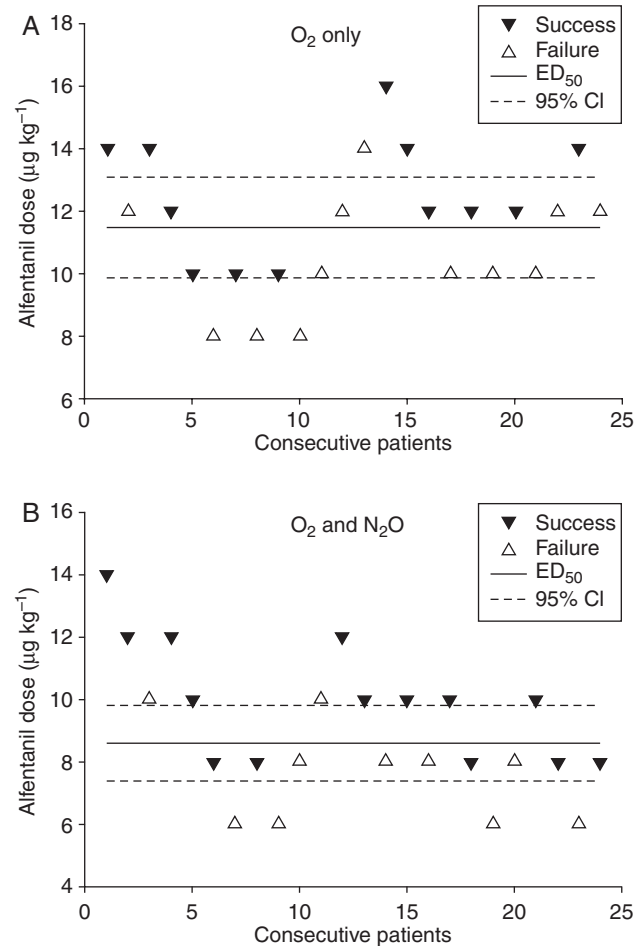 A
O₂ only
Success
Failure
ED₅₀
95% CI
Alfentanil dose (µg kg⁻¹)
18
16
14
12
10
8
6
0
5
10
15
20
25
Consecutive patients
B
O₂ and N₂O
Success
Failure
ED₅₀
95% CI
Alfentanil dose (µg kg⁻¹)
16
14
12
10
8
6
4
0
5
10
15
20
25
Consecutive patients